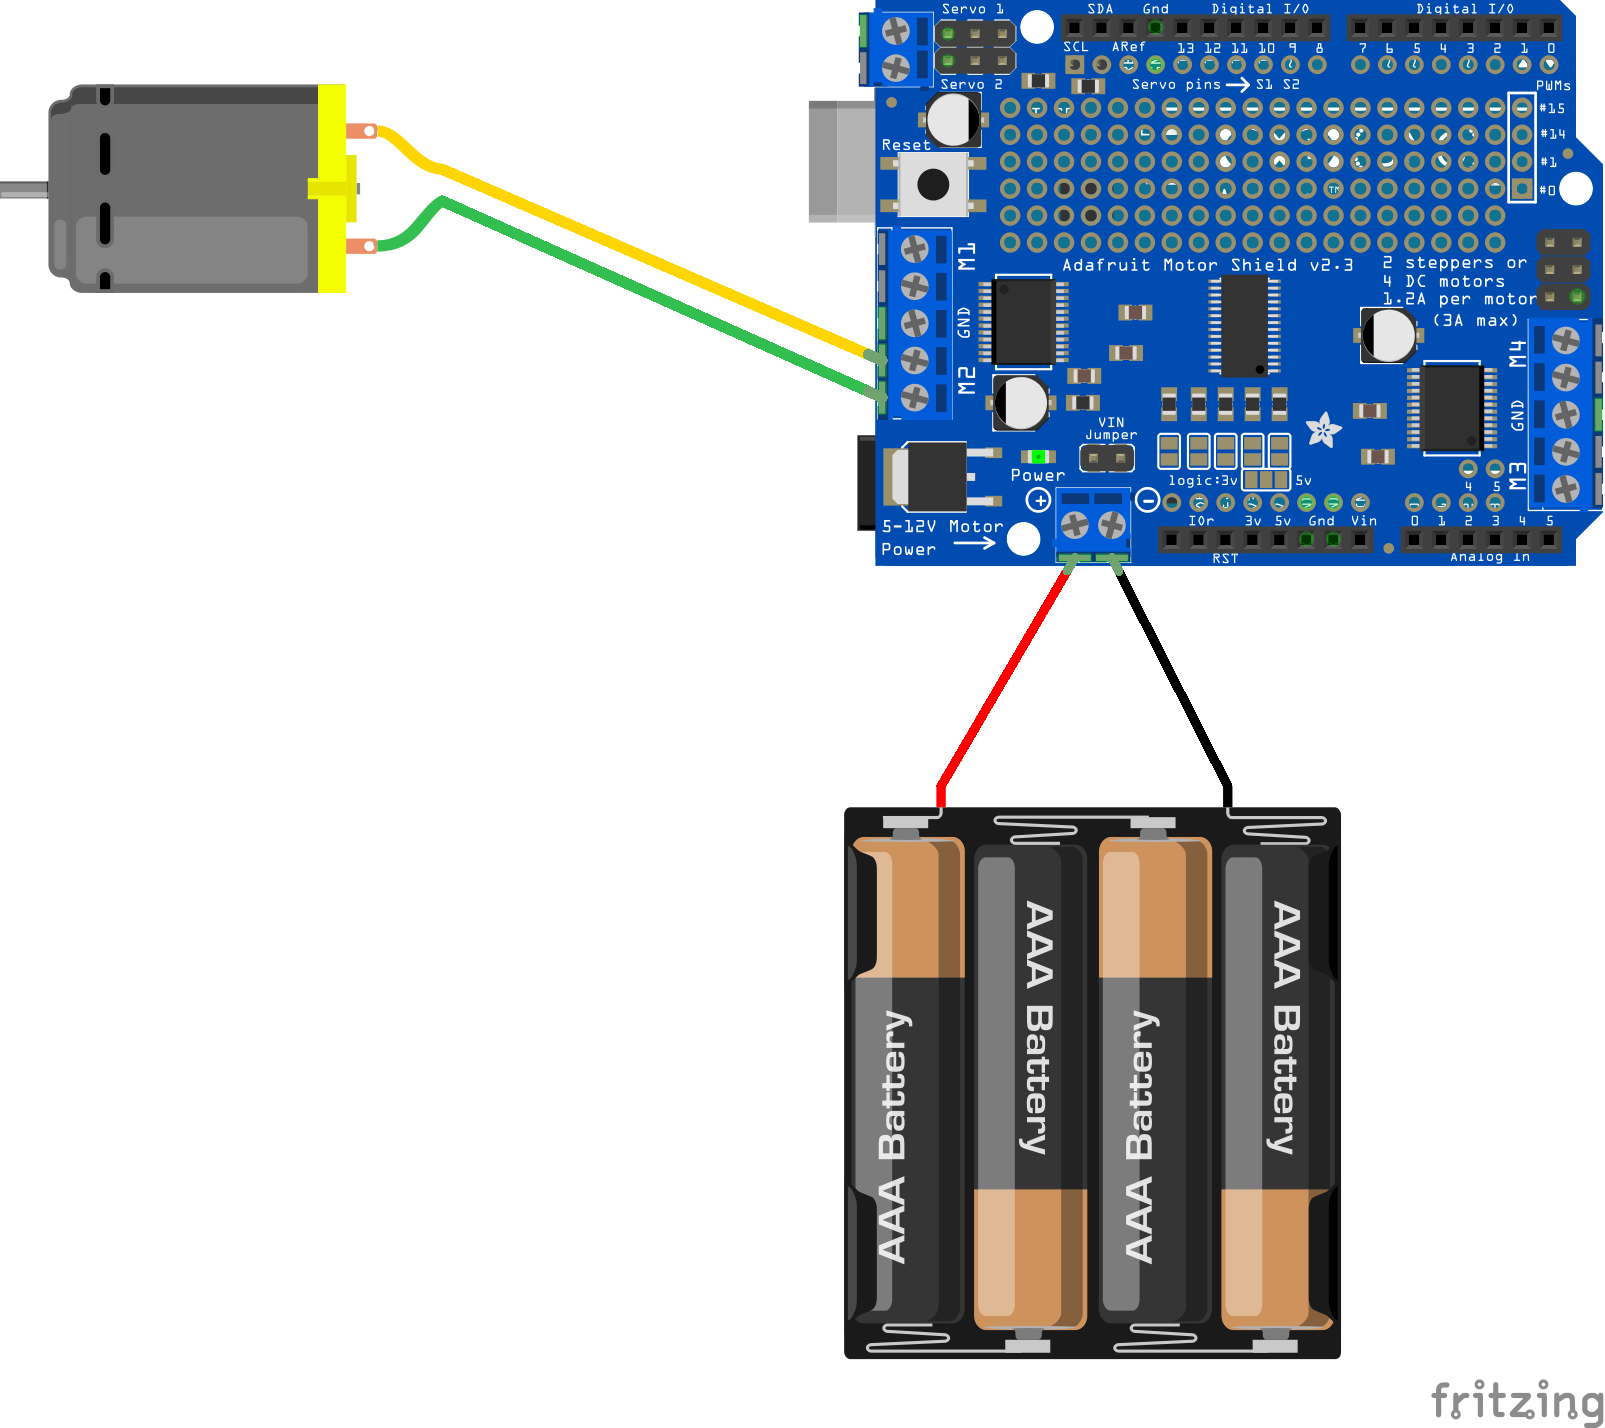 Servo 1
SDA Gnd Digital I/O Digital I/O
SCL ARef 13 12 11 10 9 8 7 6 5 4 3 2 1 0
Servo 2
Servo pins S1 S2
PWMs
#15
#14
#1
#0
Reset
TM
M1
GND
M2
Adafruit Motor Shield v2.3
2 steppers or
4 DC motors
1.2A per motor
(3A max)
M4
GND
M3
VIN
Jumper
Power
+
-
logic:3v 5v
4 5
5-12V Motor
Power
IOr 3v 5v Gnd Vin
RST
0 1 2 3 4 5
Analog In
AAA Battery
AAA Battery
AAA Battery
AAA Battery
fritzing